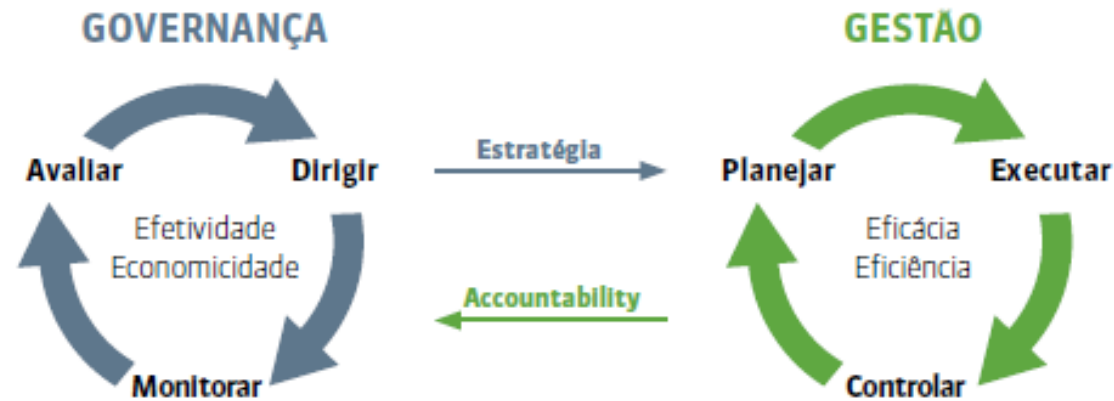 GOVERNANÇA
Avaliar
Dirigir
Efetividade
Economicidade
Monitorar
Estratégia
Accountability
GESTÃO
Planejar
Executar
Eficácia
Eficiência
Controlar